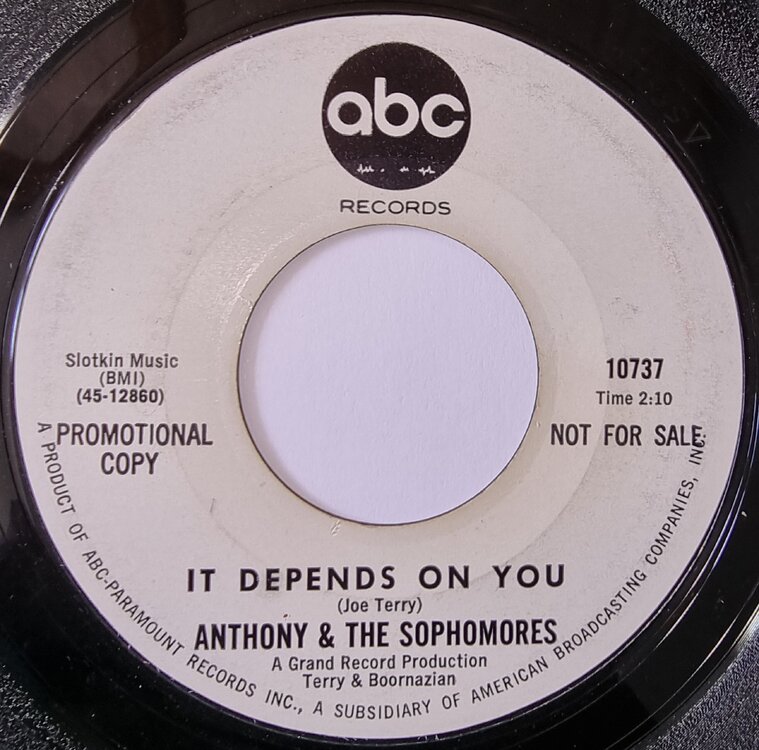 abc
RECORDS
Slotkin Music
(BMI)
(45-12860)
PROMOTIONAL
COPY
10737
Time 2:10
NOT FOR SALE
IT DEPENDS ON YOU
(Joe Terry)
ANTHONY & THE SOPHOMORES
A Grand Record Production
Terry & Boornazian
A PRODUCT OF ABC-PARAMOUNT RECORDS INC., A SUBSIDIARY OF AMERICAN BROADCASTING COMPANIES, INC.